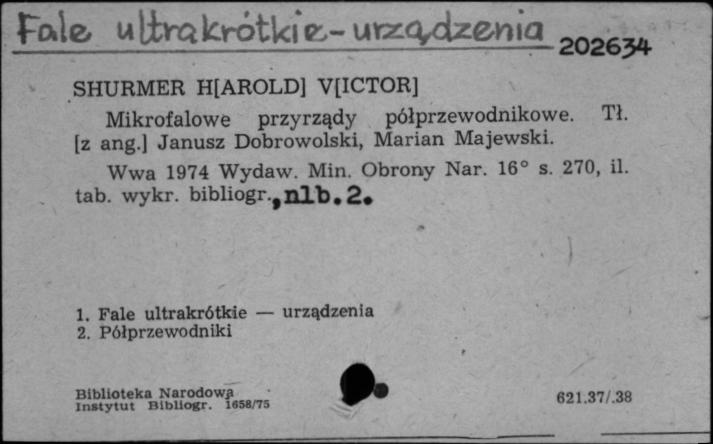 Fale ultrakrótkie - urządzenia
202634
SHURMER H[AROLD] V[ICTOR]
Mikrofalowe przyrządy półprzewodnikowe. Tł.
[z ang.] Janusz Dobrowolski, Marian Majewski.
Wwa 1974 Wydaw. Min. Obrony Nar. 16° s. 270, il.
tab. wykr. bibliogr., nlb. 2.
1. Fale ultrakrótkie — urządzenia
2. Półprzewodniki
Biblioteka Narodowa
Instytut Bibliogr. 1658/75
621.37/.38